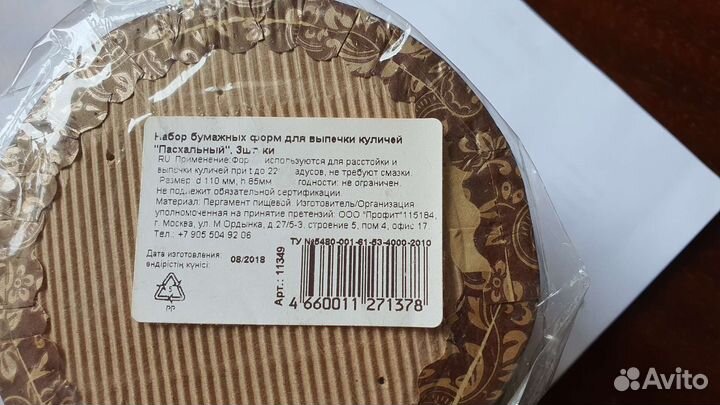 Набор бумажных форм для выпечки куличей
"Пасхальный", 3шт
RU Применение: используются для расстойки и
выпечки куличей при t до не требуют смазки.
Размер: d 110 мм, h 85мм годности: не ограничен.
Не подлежит обязательной сертификации.
Материал: Пергамент пищевой. Изготовитель/Организация
уполномоченная на принятие претензий: ООО "Профит"115184,
г. Москва, ул. М.Ордынка, д.27/5-3. строение 5, пом 4, офис 17.
Тел.: +7 905 504 92 06
Дата изготовления:
өндірістің күнісі:
08/2018
ТУ №5480-001-61-53-4000-2010
Арт.: 11349
4 660011 271378
5
PP
Avito